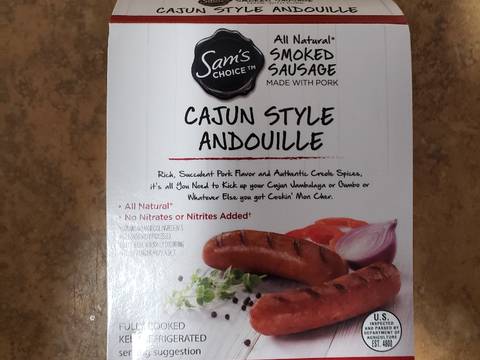 CAJUN STYLE ANDOUILLE
Sam's
CHOICE™
All Natural*
SMOKED
SAUSAGE
MADE WITH PORK
CAJUN STYLE
ANDOUILLE
Rich, Succulent Pork Flavor and Authentic Creole Spices,
it's all You Need to Kick up your Cajun Jambalaya or Gumbo or
Whatever Else you got Cookin' Mon Cher.
• All Natural*
• No Nitrates or Nitrites Added†
FULLY COOKED
KEEP REFRIGERATED
serving suggestion
U.S.
INSPECTED
AND PASSED BY
DEPARTMENT OF
AGRICULTURE
EST. 4800